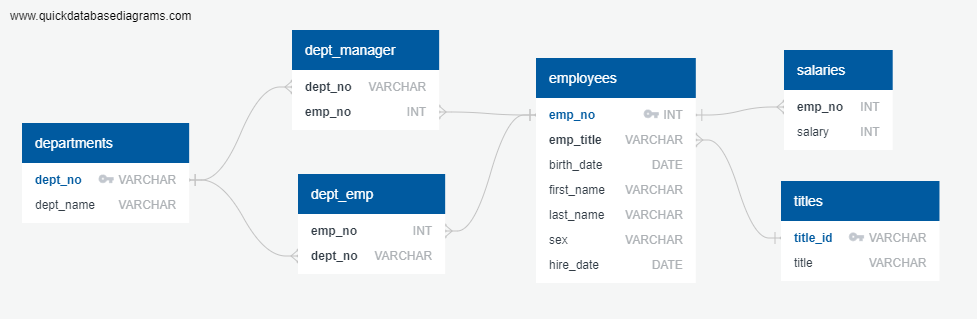 www.quickdatabasediagrams.com
departments
dept_no VARCHAR
dept_name VARCHAR
dept_manager
dept_no VARCHAR
emp_no INT
dept_emp
emp_no INT
dept_no VARCHAR
employees
emp_no INT
emp_title VARCHAR
birth_date DATE
first_name VARCHAR
last_name VARCHAR
sex VARCHAR
hire_date DATE
salaries
emp_no INT
salary INT
titles
title_id VARCHAR
title VARCHAR